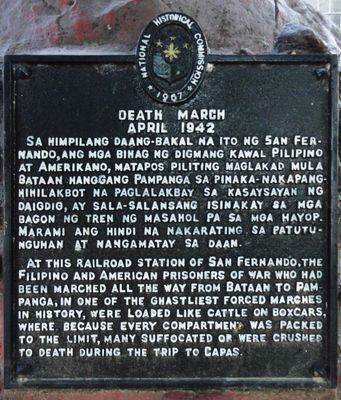 NATIONAL HISTORICAL COMMISSION
1967
DEATH MARCH
APRIL 1942
SA HIMPILANG DAANG-BAKAL NA ITO NG SAN FER-
NANDO, ANG MGA BIHAG NG DIGMANG KAWAL PILIPINO
AT AMERIKANO, MATAPOS PILITING MAGLAKAD MULA
BATAAN HANGGANG PAMPANGA SA PINAKA-NAKAPANG-
HIHILAKBOT NA PAGLALAKBAY SA KASAYSAYAN NG
DAIGDIG, AY SALA-SALANSANG ISINAKAY SA MGA
BAGON NG TREN NG MASAHOL PA SA MGA HAYOP.
MARAMI ANG HINDI NA NAKARATING SA PATUTU-
NGUHAN AT NANGAMATAY SA DAAN.
AT THIS RAILROAD STATION OF SAN FERNANDO, THE
FILIPINO AND AMERICAN PRISONERS OF WAR WHO HAD
BEEN MARCHED ALL THE WAY FROM BATAAN TO PAM-
PANGA, IN ONE OF THE GHASTLIEST FORCED MARCHES
IN HISTORY, WERE LOADED LIKE CATTLE ON BOXCARS,
WHERE BECAUSE EVERY COMPARTMENT WAS PACKED
TO THE LIMIT, MANY SUFFOCATED OR WERE CRUSHED
TO DEATH DURING THE TRIP TO CAPAS.